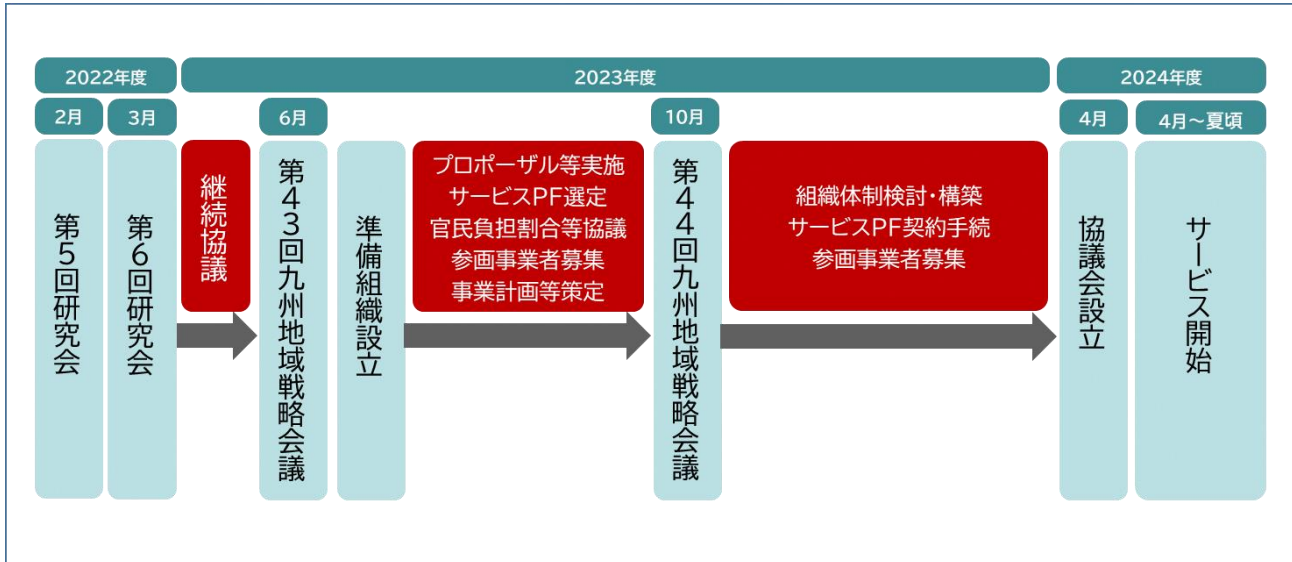 2022年度
2023年度
2024年度
2月
3月
6月
10月
4月
4月～夏頃
第5回研究会
第6回研究会
継続協議
第43回九州地域戦略会議
準備組織設立
プロポーザル等実施
サービスPF選定
官民負担割合等協議
参画事業者募集
事業計画等策定
第44回九州地域戦略会議
組織体制検討・構築
サービスPF契約手続
参画事業者募集
協議会設立
サービス開始